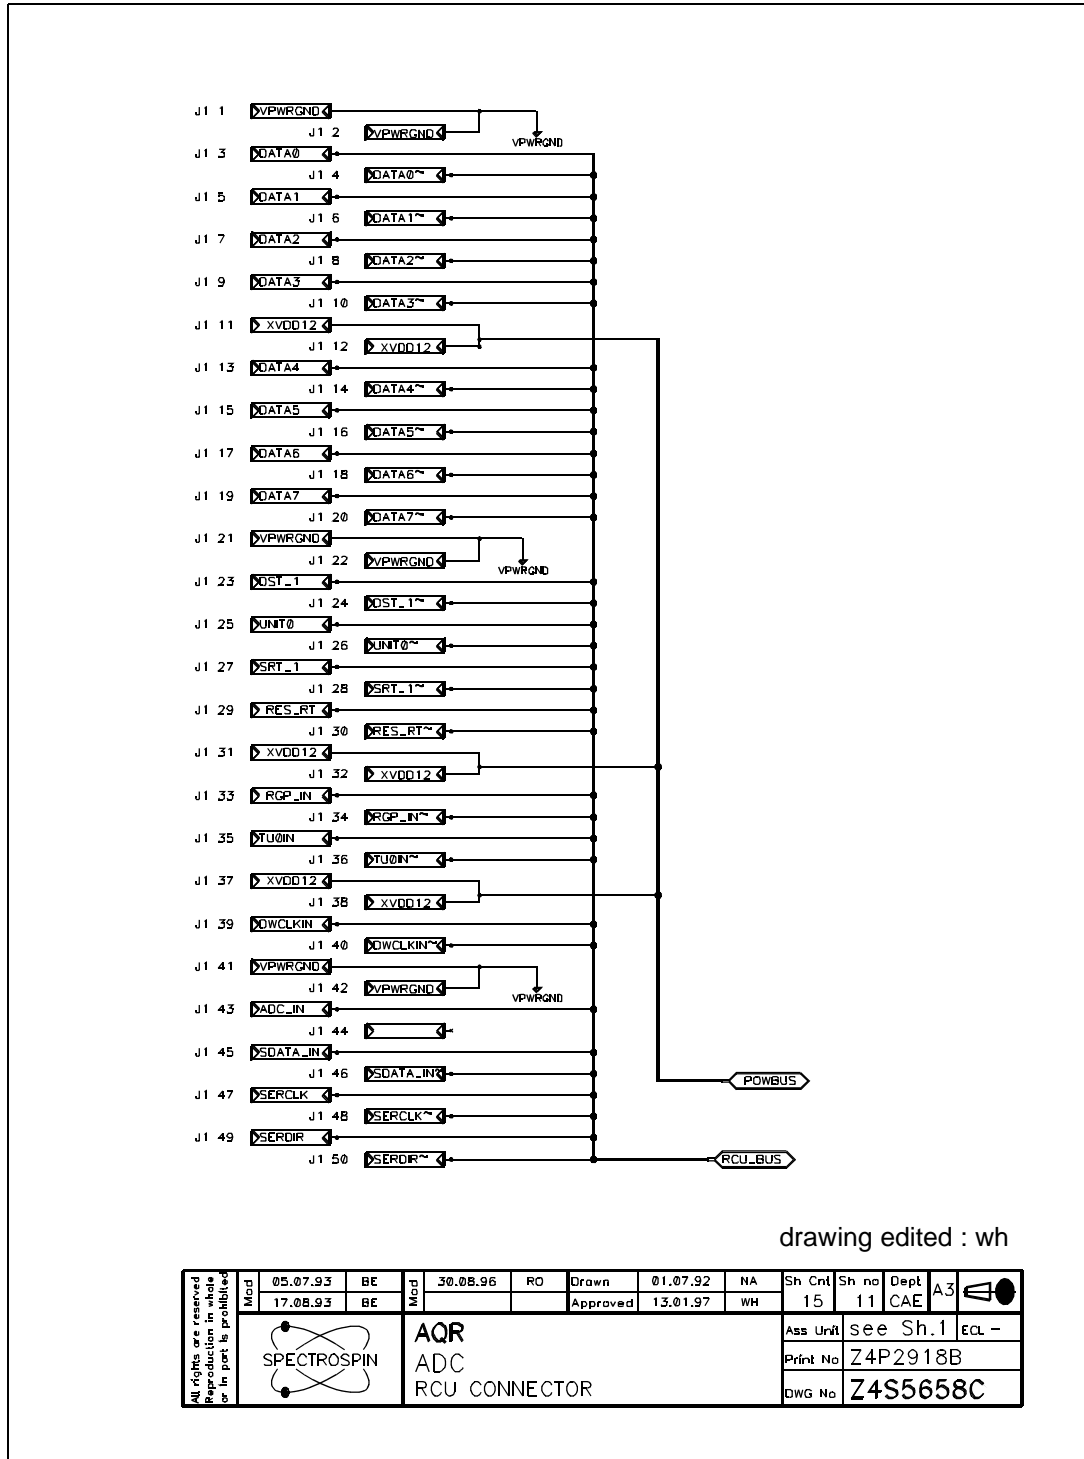 J1 1 VPWRGND
J1 2 VPWRGND
VPWRGND
J1 3 DATA0
J1 4 DATA0~
J1 5 DATA1
J1 6 DATA1~
J1 7 DATA2
J1 8 DATA2~
J1 9 DATA3
J1 10 DATA3~
J1 11 XVDD12
J1 12 XVDD12
J1 13 DATA4
J1 14 DATA4~
J1 15 DATA5
J1 16 DATA5~
J1 17 DATA6
J1 18 DATA6~
J1 19 DATA7
J1 20 DATA7~
J1 21 VPWRGND
J1 22 VPWRGND
VPWRGND
J1 23 DST_1
J1 24 DST_1~
J1 25 UNIT0
J1 26 UNIT0~
J1 27 SRT_1
J1 28 SRT_1~
J1 29 RES_RT
J1 30 RES_RT~
J1 31 XVDD12
J1 32 XVDD12
J1 33 RGP_IN
J1 34 RGP_IN~
J1 35 TU0IN
J1 36 TU0IN~
J1 37 XVDD12
J1 38 XVDD12
J1 39 DWCLKIN
J1 40 DWCLKIN~
J1 41 VPWRGND
J1 42 VPWRGND
VPWRGND
J1 43 ADC_IN
J1 44
J1 45 SDATA_IN
J1 46 SDATA_IN~
POWBUS
J1 47 SERCLK
J1 48 SERCLK~
J1 49 SERDIR
J1 50 SERDIR~
RCU_BUS
drawing edited : wh
All rights are reserved
Reproduction in whole
or in part is prohibited
Mod 05.07.93 BE Mod 30.08.96 RO Drawn 01.07.92 NA Sh Cnt Sh no Dept A3
17.08.93 BE Approved 13.01.97 WH 15 11 CAE
SPECTROSPIN
AQR
ADC
RCU CONNECTOR
Ass Unit see Sh.1 ECL -
Print No Z4P2918B
DWG No Z4S5658C